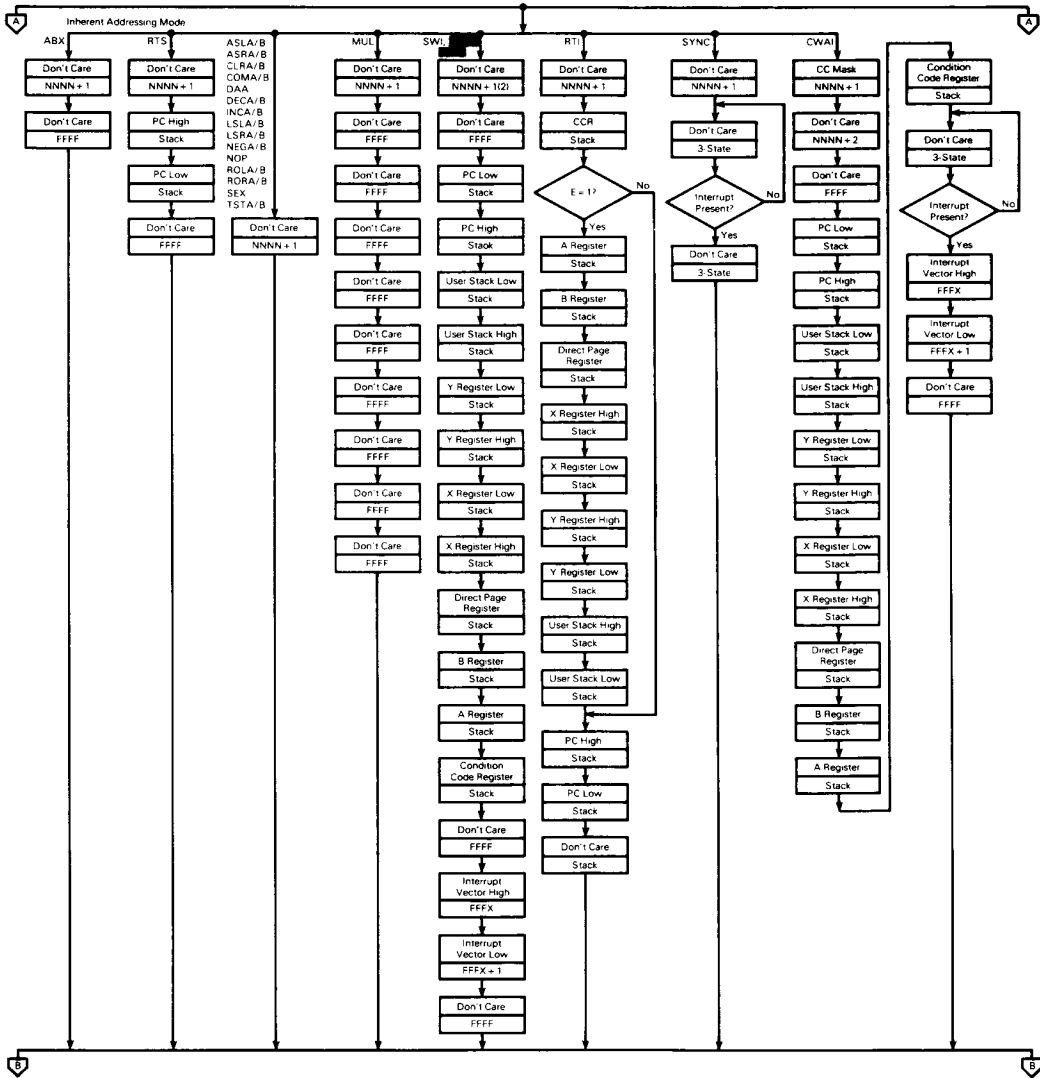 A
A
Inherent Addressing Mode
ABX
Don't Care
NNNN + 1
Don't Care
FFFF
RTS
Don't Care
NNNN + 1
PC High
Stack
PC Low
Stack
Don't Care
FFFF
ASLA/B
ASRA/B
CLRA/B
COMA/B
DAA
DECA/B
INCA/B
LSLA/B
LSRA/B
NEGA/B
NOP
ROLA/B
RORA/B
SEX
TSTA/B
Don't Care
NNNN + 1
MUL
Don't Care
NNNN + 1
Don't Care
FFFF
Don't Care
FFFF
Don't Care
FFFF
Don't Care
FFFF
Don't Care
FFFF
Don't Care
FFFF
Don't Care
FFFF
Don't Care
FFFF
Don't Care
FFFF
SWI,
Don't Care
NNNN + 1(2)
Don't Care
FFFF
PC Low
Stack
PC High
Stack
User Stack Low
Stack
User Stack High
Stack
Y Register Low
Stack
Y Register High
Stack
X Register Low
Stack
X Register High
Stack
Direct Page
Register
Stack
B Register
Stack
A Register
Stack
Condition
Code Register
Stack
Don't Care
FFFF
Interrupt
Vector High
FFFX
Interrupt
Vector Low
FFFX + 1
Don't Care
FFFF
RTI
Don't Care
NNNN + 1
CCR
Stack
E = 1?
No
Yes
A Register
Stack
B Register
Stack
Direct Page
Register
Stack
X Register High
Stack
X Register Low
Stack
Y Register High
Stack
Y Register Low
Stack
User Stack High
Stack
User Stack Low
Stack
PC High
Stack
PC Low
Stack
Don't Care
Stack
SYNC
Don't Care
NNNN + 1
Don't Care
3-State
Interrupt
Present?
No
Yes
Don't Care
3-State
CWAI
CC Mask
NNNN + 1
Don't Care
NNNN + 2
Don't Care
FFFF
PC Low
Stack
PC High
Stack
User Stack Low
Stack
User Stack High
Stack
Y Register Low
Stack
Y Register High
Stack
X Register Low
Stack
X Register High
Stack
Direct Page
Register
Stack
B Register
Stack
A Register
Stack
Condition
Code Register
Stack
Don't Care
3-State
Interrupt
Present?
No
Yes
Interrupt
Vector High
FFFX
Interrupt
Vector Low
FFFX + 1
Don't Care
FFFF
B
B